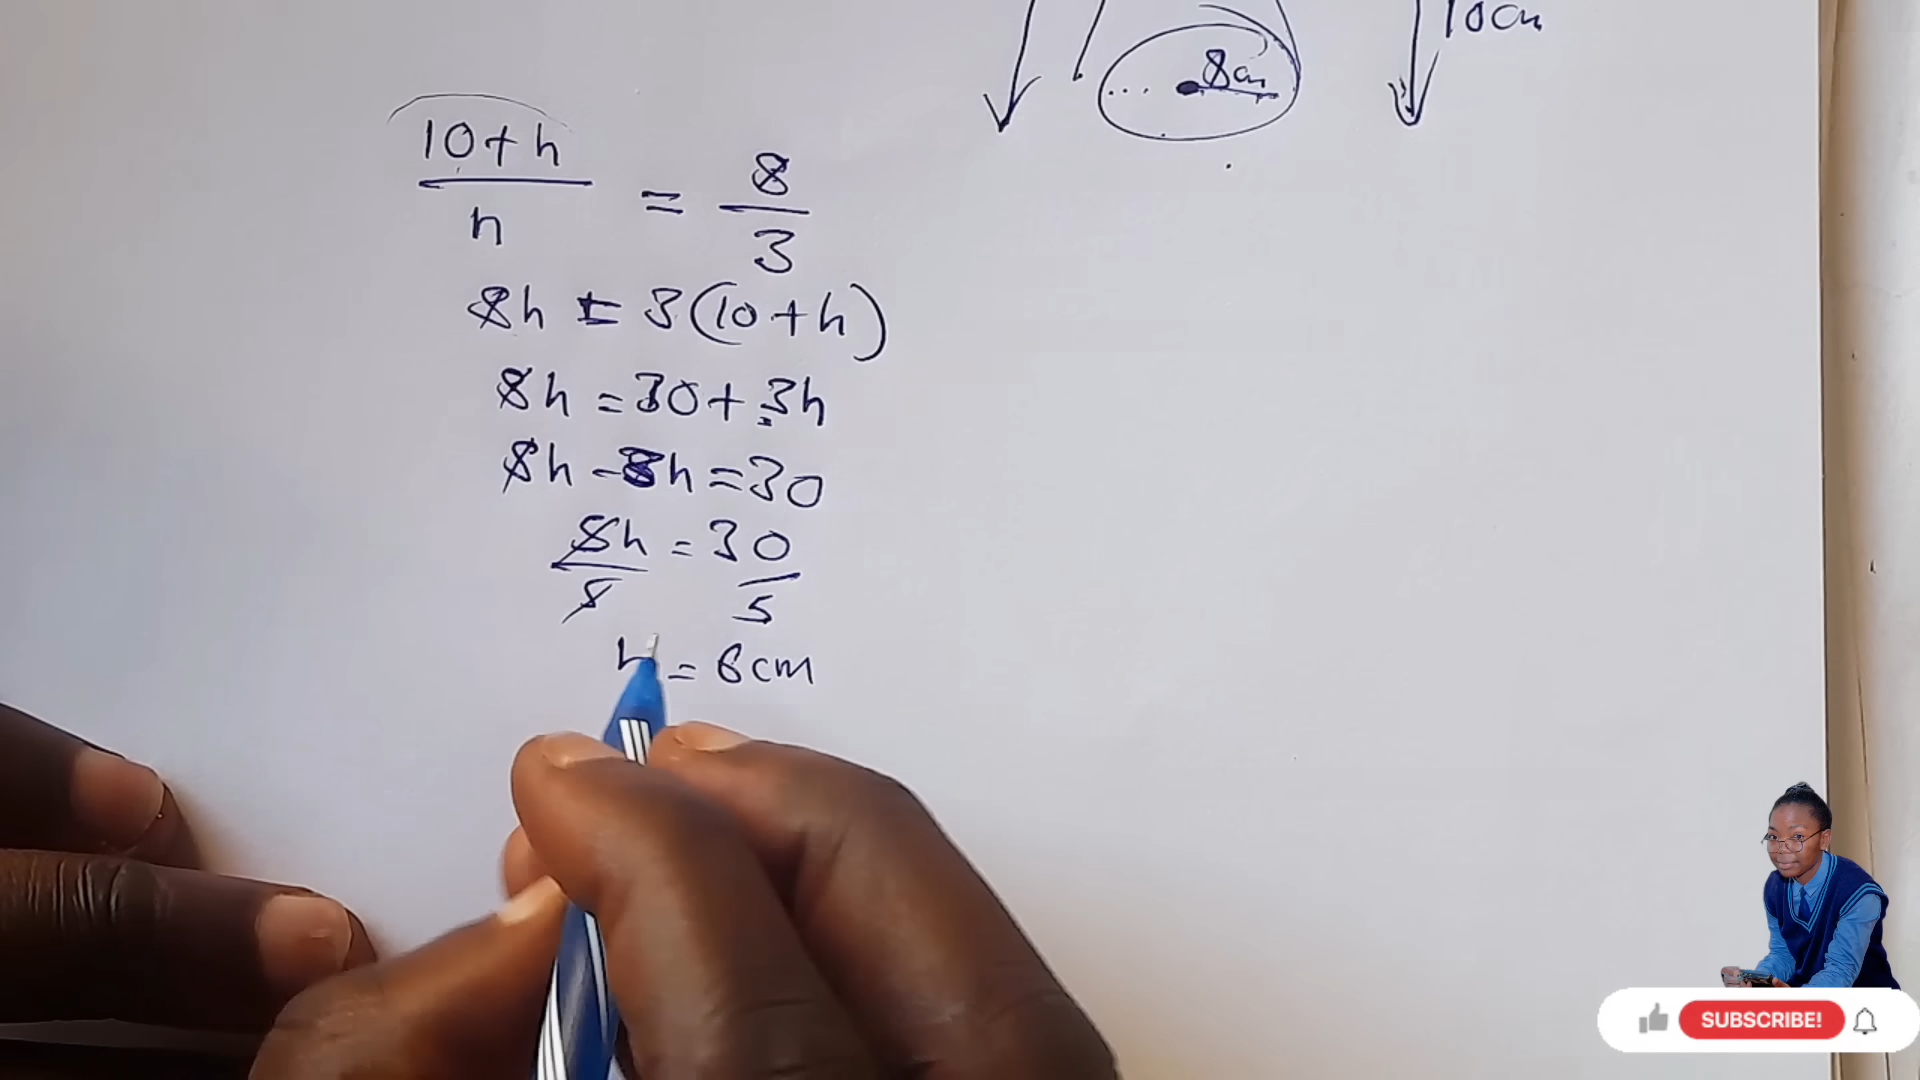 10cm
8cm
10+h / h = 8 / 3
8h = 3(10+h)
8h = 30 + 3h
8h - 3h = 30
5h / 5 = 30 / 5
h = 6cm
SUBSCRIBE!